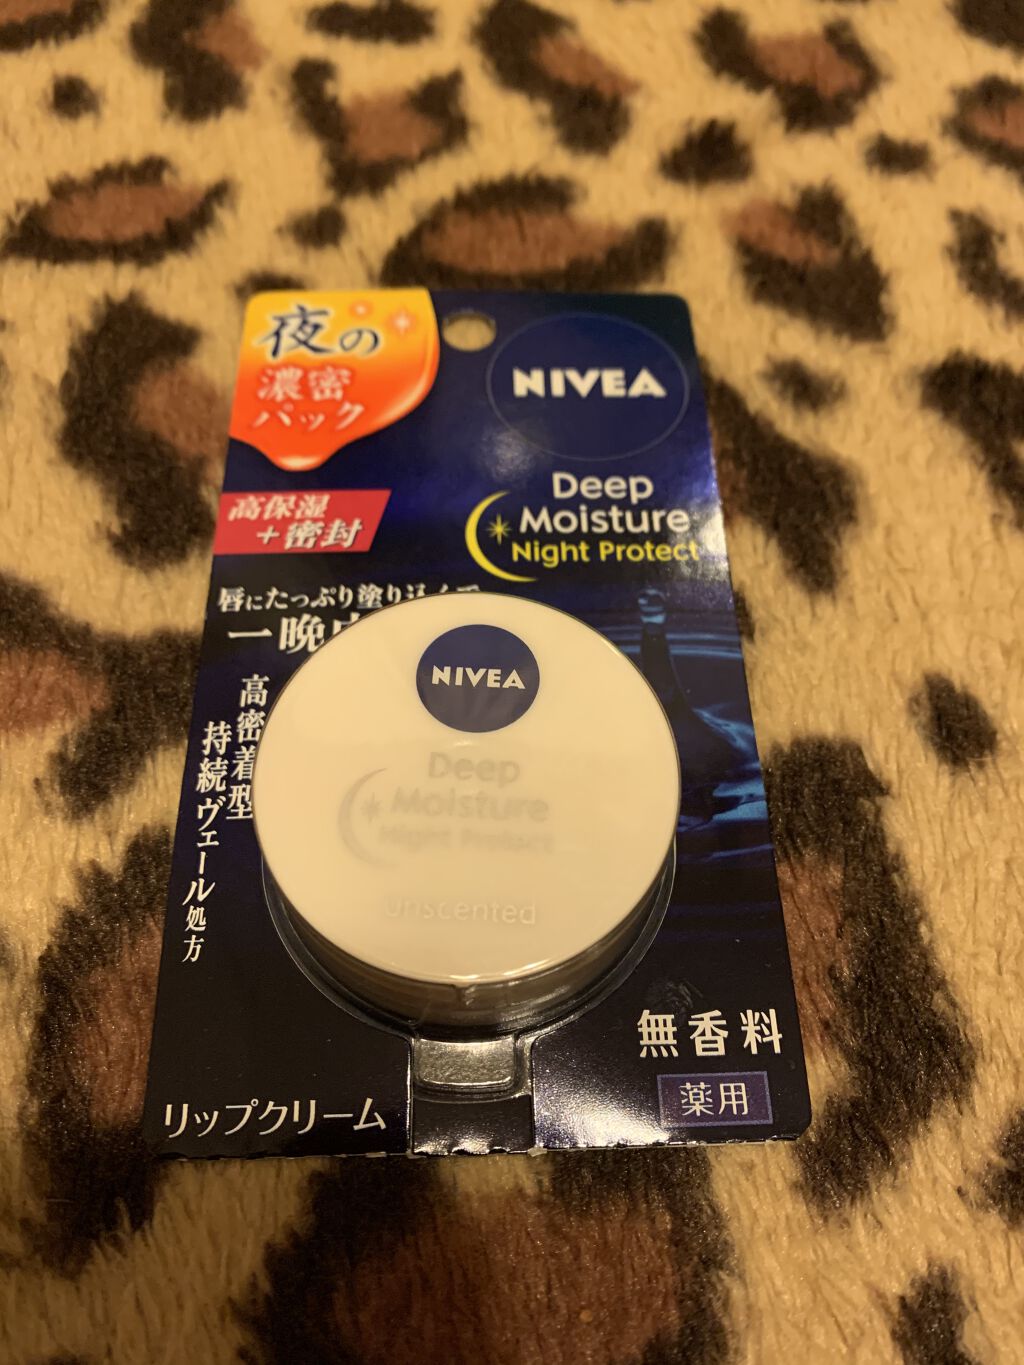 夜の
濃密
パック
NIVEA
高保湿
+密封
Deep
Moisture
Night Protect
唇にたっぷり塗り込んで
一晩中
高密着型
持続ヴェール処方
NIVEA
Deep
Moisture
Night Protect
unscented
無香料
薬用
リップクリーム